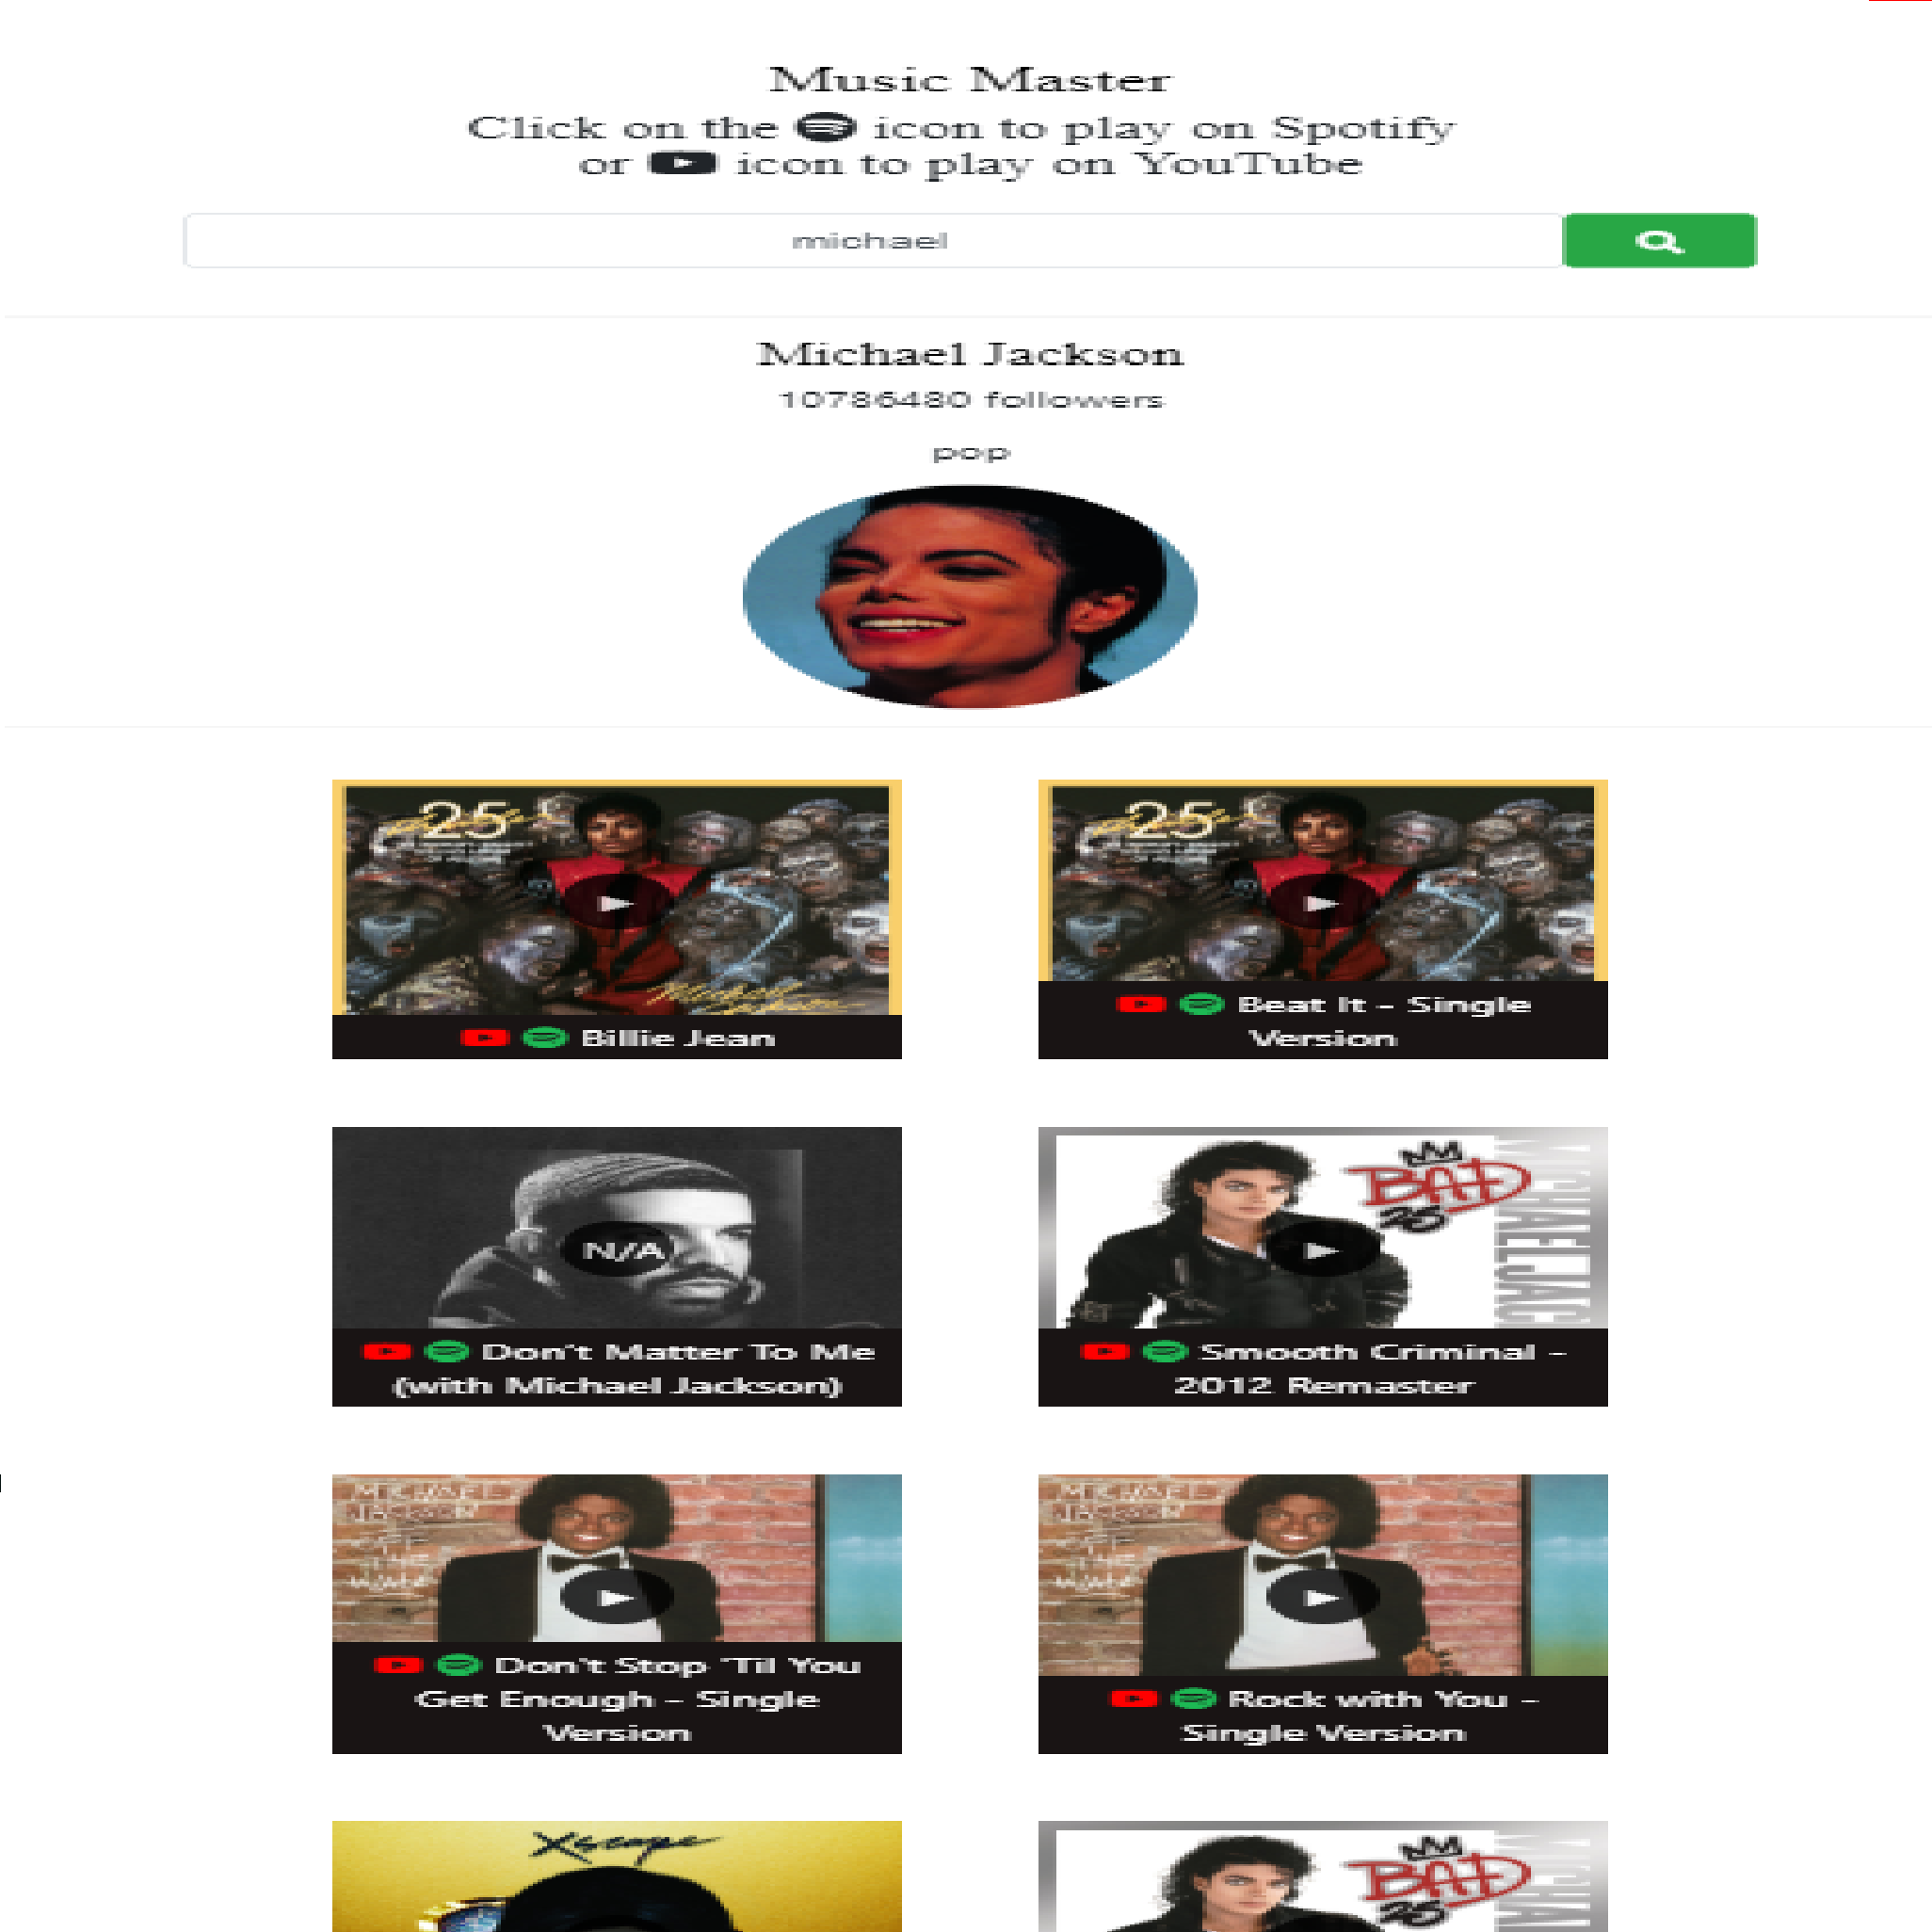 Music Master
Click on the icon to play on Spotify
or icon to play on YouTube
michael
Michael Jackson
10786480 followers
pop
25
25
Billie Jean
Beat It - Single
Version
N/A
BAD
25
Don't Matter To Me
(with Michael Jackson)
Smooth Criminal -
2012 Remaster
MICHAEL
JACKSON
MICHAEL
JACKSON
Don't Stop 'Til You
Get Enough - Single
Version
Rock with You -
Single Version
Xscape
BAD
25